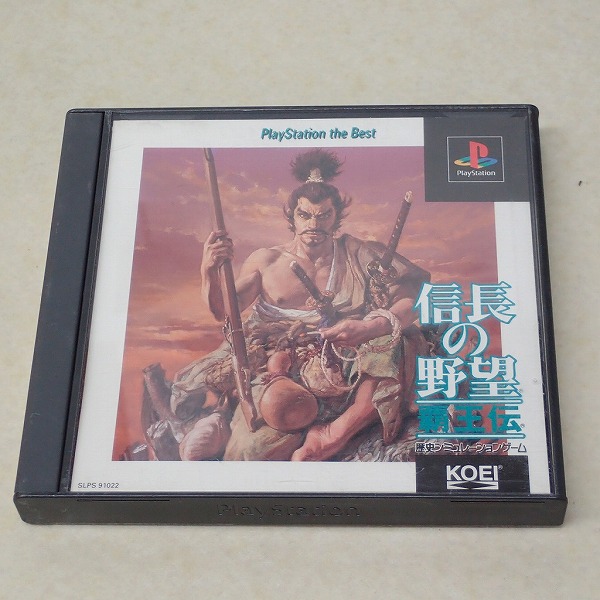 PlayStation the Best
PlayStation
信長
の
野望
覇王伝
歴史シミュレーションゲーム
KOEI
SLPS 91022
PlayStation